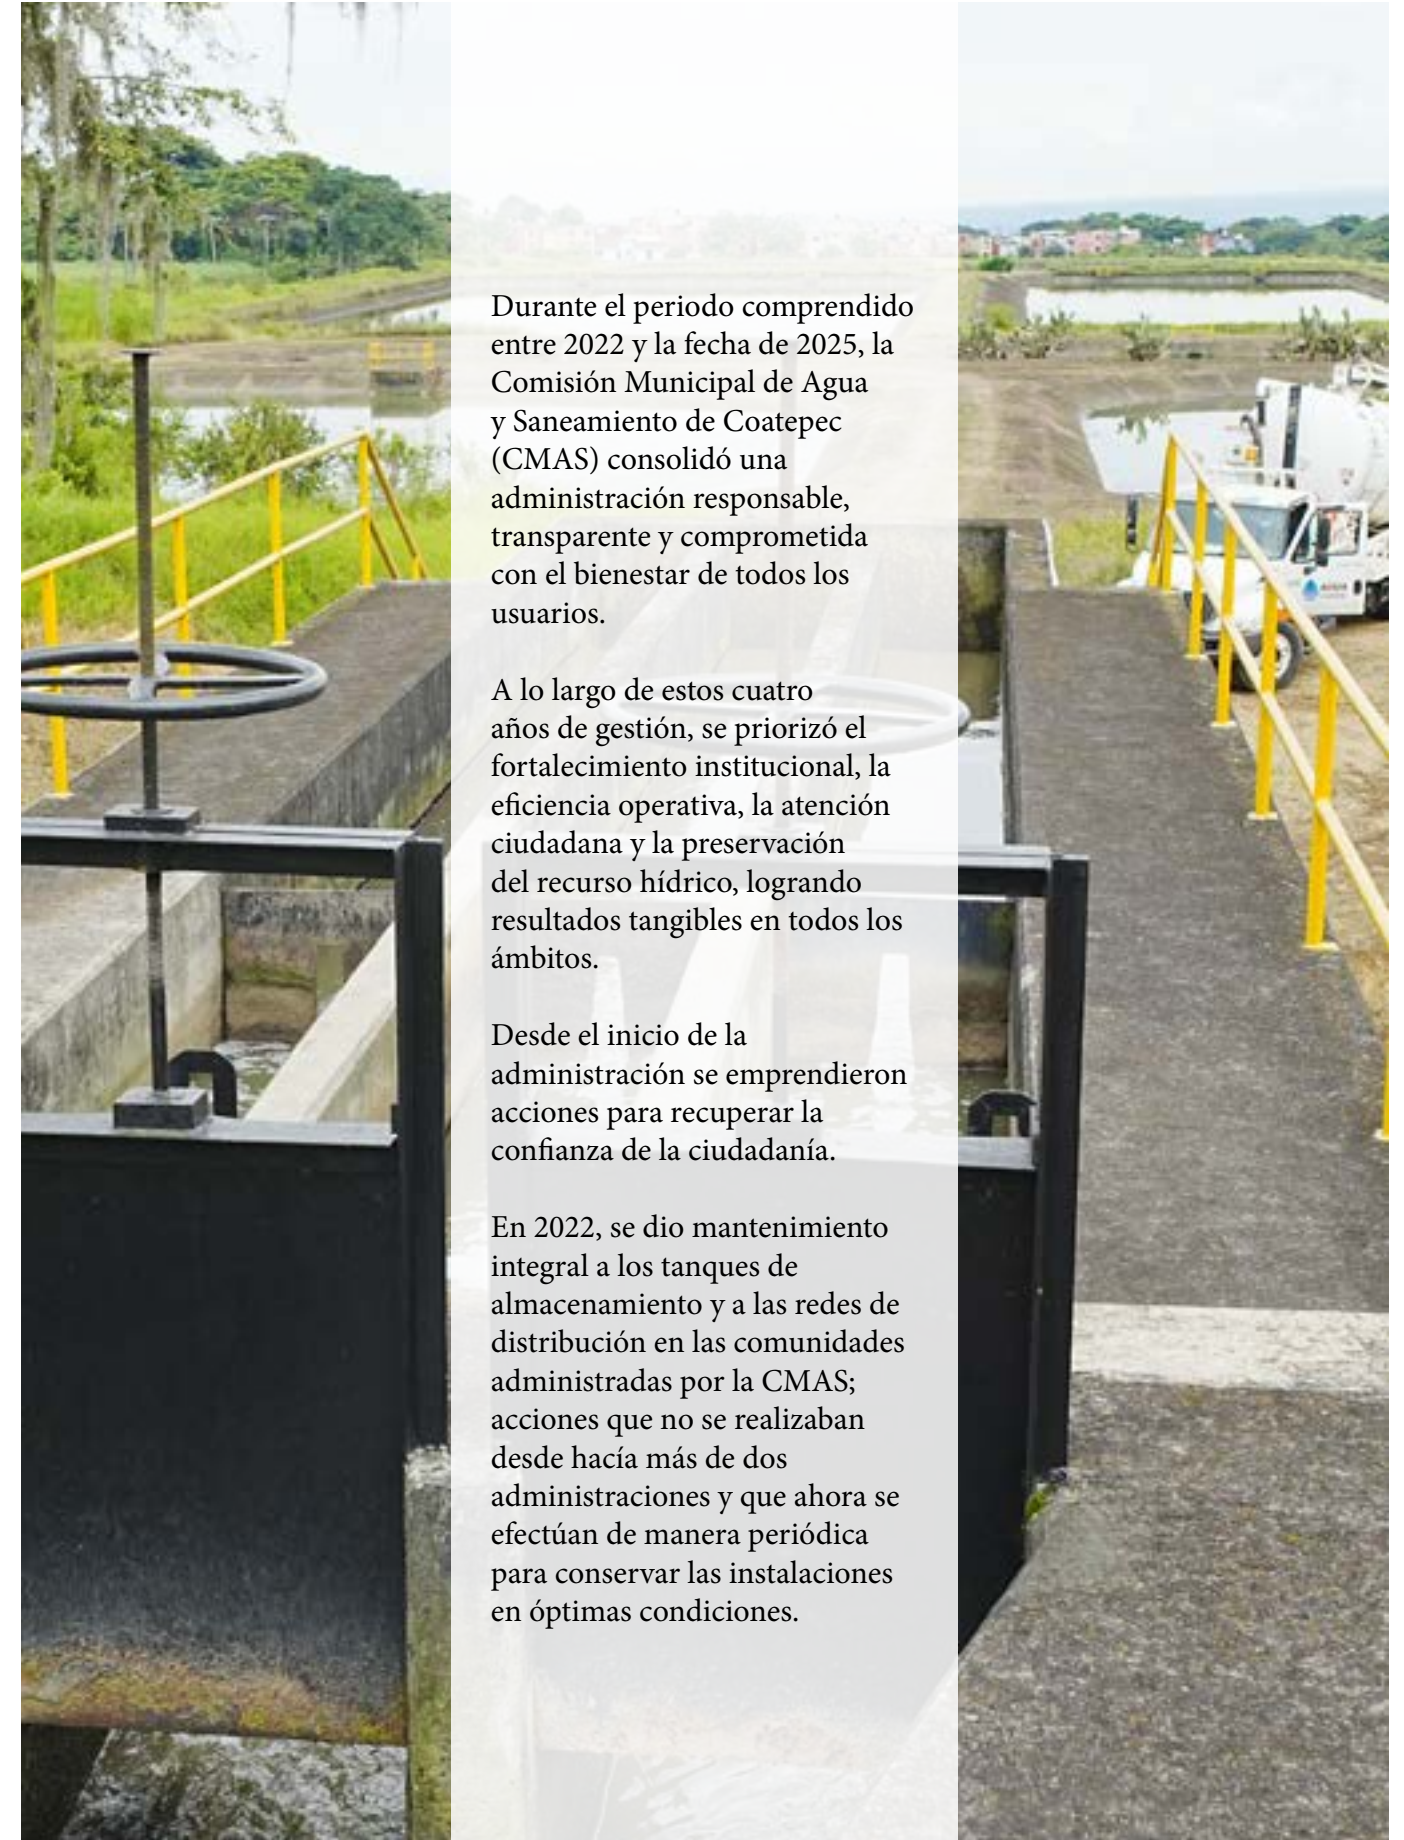 Durante el periodo comprendido
entre 2022 y la fecha de 2025, la
Comisión Municipal de Agua
y Saneamiento de Coatepec
(CMAS) consolidó una
administración responsable,
transparente y comprometida
con el bienestar de todos los
usuarios.
A lo largo de estos cuatro
años de gestión, se priorizó el
fortalecimiento institucional, la
eficiencia operativa, la atención
ciudadana y la preservación
del recurso hídrico, logrando
resultados tangibles en todos los
ámbitos.
Desde el inicio de la
administración se emprendieron
acciones para recuperar la
confianza de la ciudadanía.
En 2022, se dio mantenimiento
integral a los tanques de
almacenamiento y a las redes de
distribución en las comunidades
administradas por la CMAS;
acciones que no se realizaban
desde hacía más de dos
administraciones y que ahora se
efectúan de manera periódica
para conservar las instalaciones
en óptimas condiciones.